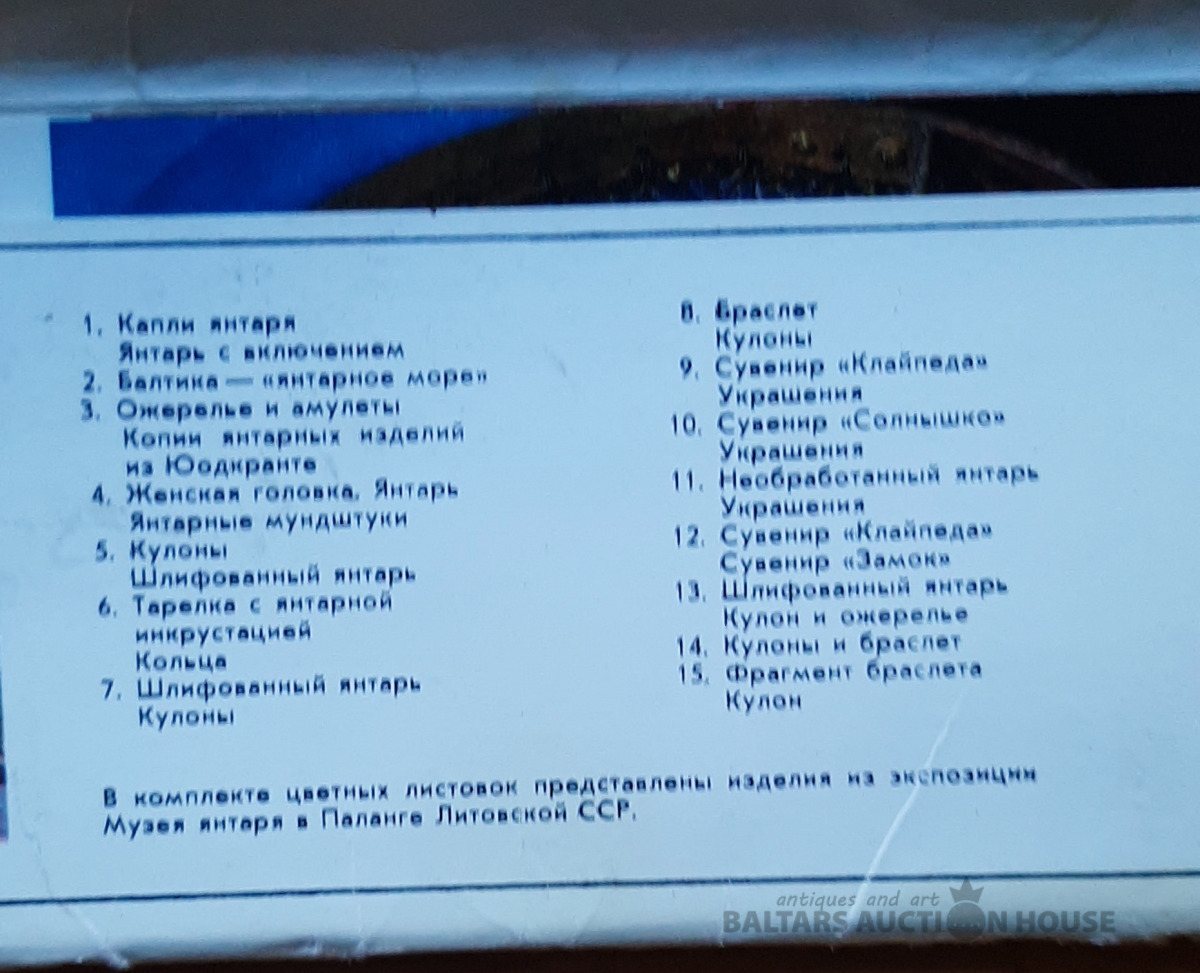 1. Капли янтаря
Янтарь с включением
2. Балтика — «янтарное море»
3. Ожерелье и амулеты
Копии янтарных изделий
из Юодкранте
4. Женская головка. Янтарь
Янтарные мундштуки
5. Кулоны
Шлифованный янтарь
6. Тарелка с янтарной
инкрустацией
Кольца
7. Шлифованный янтарь
Кулоны
8. Браслет
Кулоны
9. Сувенир «Клайпеда»
Украшения
10. Сувенир «Солнышко»
Украшения
11. Необработанный янтарь
Украшения
12. Сувенир «Клайпеда»
Сувенир «Замок»
13. Шлифованный янтарь
Кулон и ожерелье
14. Кулоны и браслет
15. Фрагмент браслета
Кулон
В комплекте цветных листовок представлены изделия из экспозиции
Музея янтаря в Паланге Литовской ССР.
antiques and art
BALTARS AUCTION HOUSE